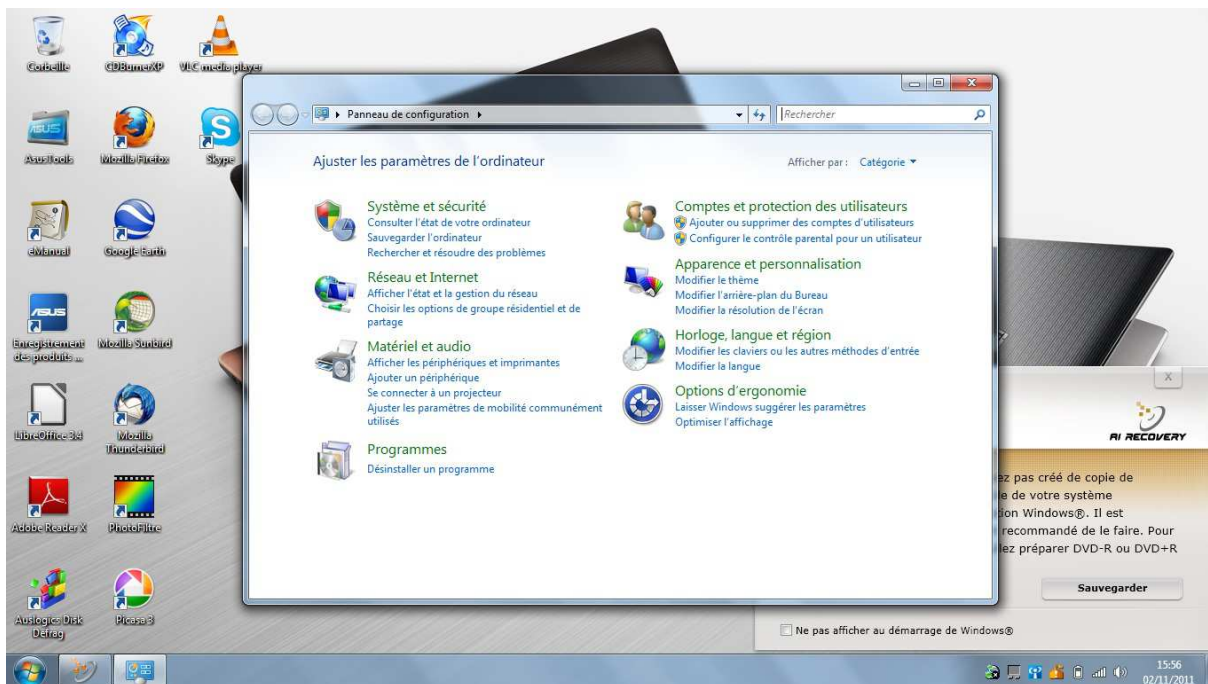 Corbeille
CDBurnerXP
VLC media player
AsusTools
Mozilla Firefox
Skype
eManual
Google Earth
Enregistrement
des produits ...
Mozilla Sunbird
LibreOffice 3.4
Mozilla
Thunderbird
Adobe Reader X
PhotoFiltre
Auslogics Disk
Defrag
Picasa 3
Panneau de configuration
Rechercher
Ajuster les paramètres de l'ordinateur
Afficher par : Catégorie
Système et sécurité
Consulter l'état de votre ordinateur
Sauvegarder l'ordinateur
Rechercher et résoudre des problèmes
Réseau et Internet
Afficher l'état et la gestion du réseau
Choisir les options de groupe résidentiel et de
partage
Matériel et audio
Afficher les périphériques et imprimantes
Ajouter un périphérique
Se connecter à un projecteur
Ajuster les paramètres de mobilité communément
utilisés
Programmes
Désinstaller un programme
Comptes et protection des utilisateurs
Ajouter ou supprimer des comptes d'utilisateurs
Configurer le contrôle parental pour un utilisateur
Apparence et personnalisation
Modifier le thème
Modifier l'arrière-plan du Bureau
Modifier la résolution de l'écran
Horloge, langue et région
Modifier les claviers ou les autres méthodes d'entrée
Modifier la langue
Options d'ergonomie
Laisser Windows suggérer les paramètres
Optimiser l'affichage
AI RECOVERY
ez pas créé de copie de
e de votre système
ion Windows®. Il est
recommandé de le faire. Pour
lez préparer DVD-R ou DVD+R
Sauvegarder
Ne pas afficher au démarrage de Windows®
15:56
02/11/2011